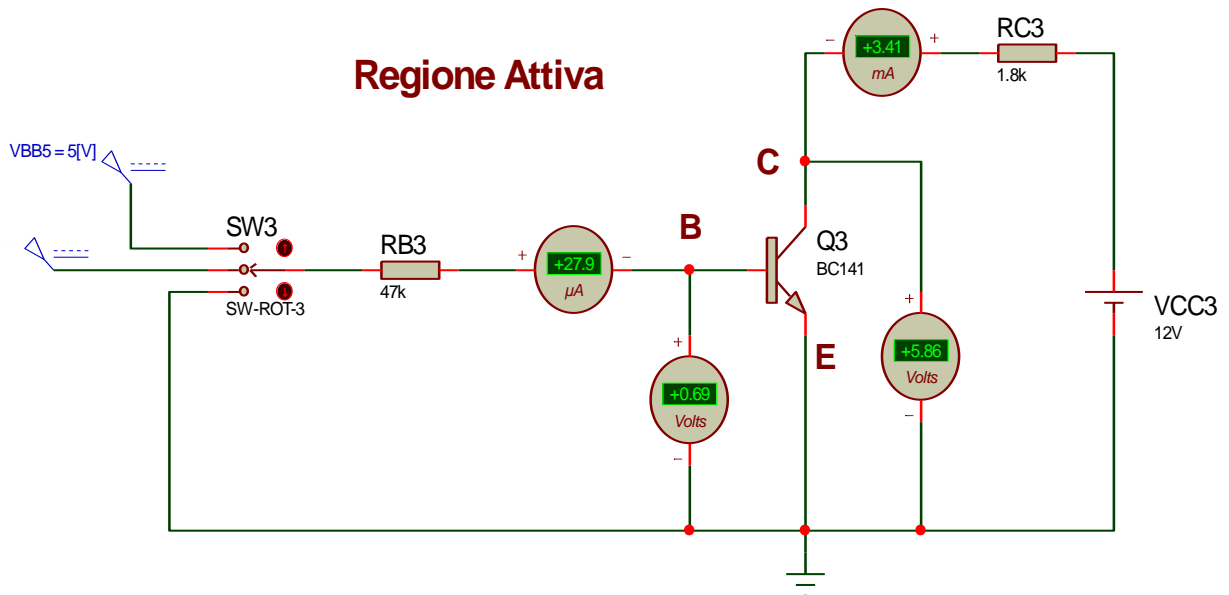 Regione Attiva
VBB5 = 5[V]
SW3
SW-ROT-3
RB3
47k
+
+27.9
µA
−
B
+
+0.69
Volts
−
−
+3.41
mA
+
RC3
1.8k
C
Q3
BC141
E
+
+5.86
Volts
−
VCC3
12V